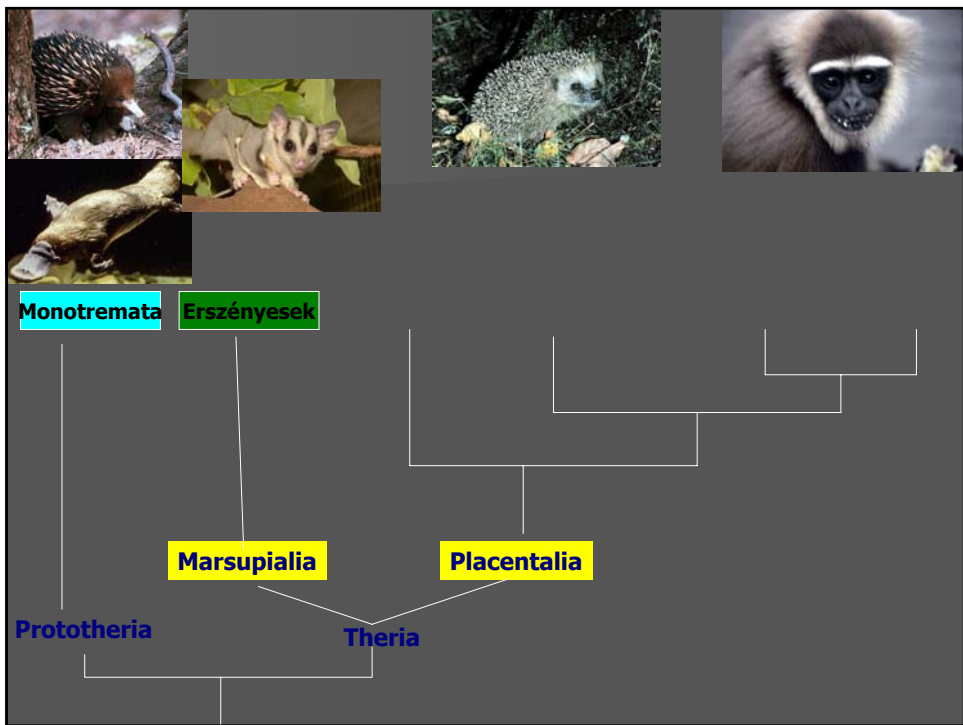 Monotremata
Erszényesek
Marsupialia
Placentalia
Prototheria
Theria